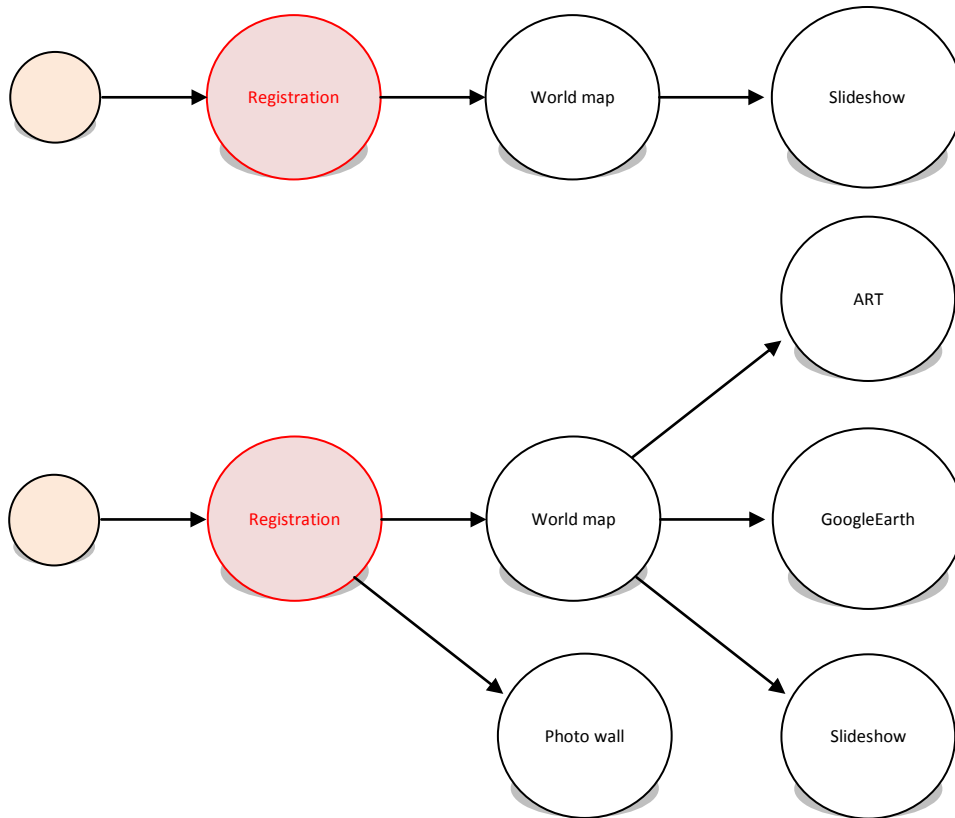 Registration
World map
Slideshow
ART
Registration
World map
GoogleEarth
Photo wall
Slideshow